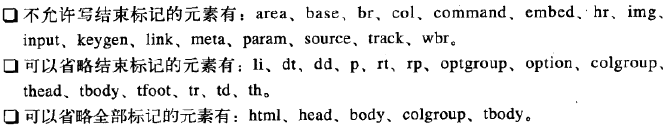 ❑ 不允许写结束标记的元素有：area、base、br、col、command、embed、hr、img、
input、keygen、link、meta、param、source、track、wbr。
❑ 可以省略结束标记的元素有：li、dt、dd、p、rt、rp、optgroup、option、colgroup、
thead、tbody、tfoot、tr、td、th。
❑ 可以省略全部标记的元素有：html、head、body、colgroup、tbody。